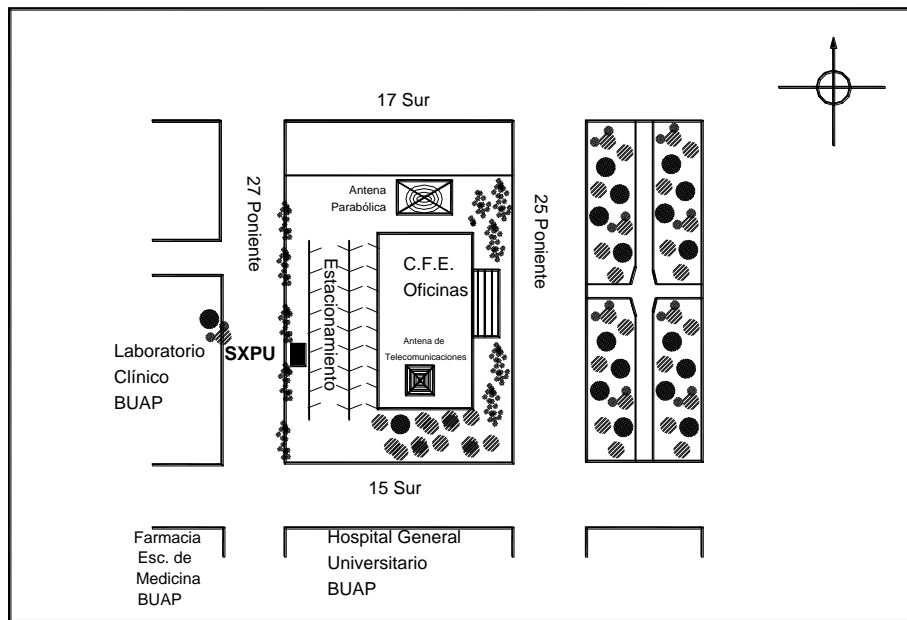 17 Sur
27 Poniente
Antena
Parabólica
25 Poniente
C.F.E.
Oficinas
Estacionamiento
Antena de
Telecomunicaciones
SXPU
Laboratorio
Clínico
BUAP
15 Sur
Farmacia
Esc. de
Medicina
BUAP
Hospital General
Universitario
BUAP